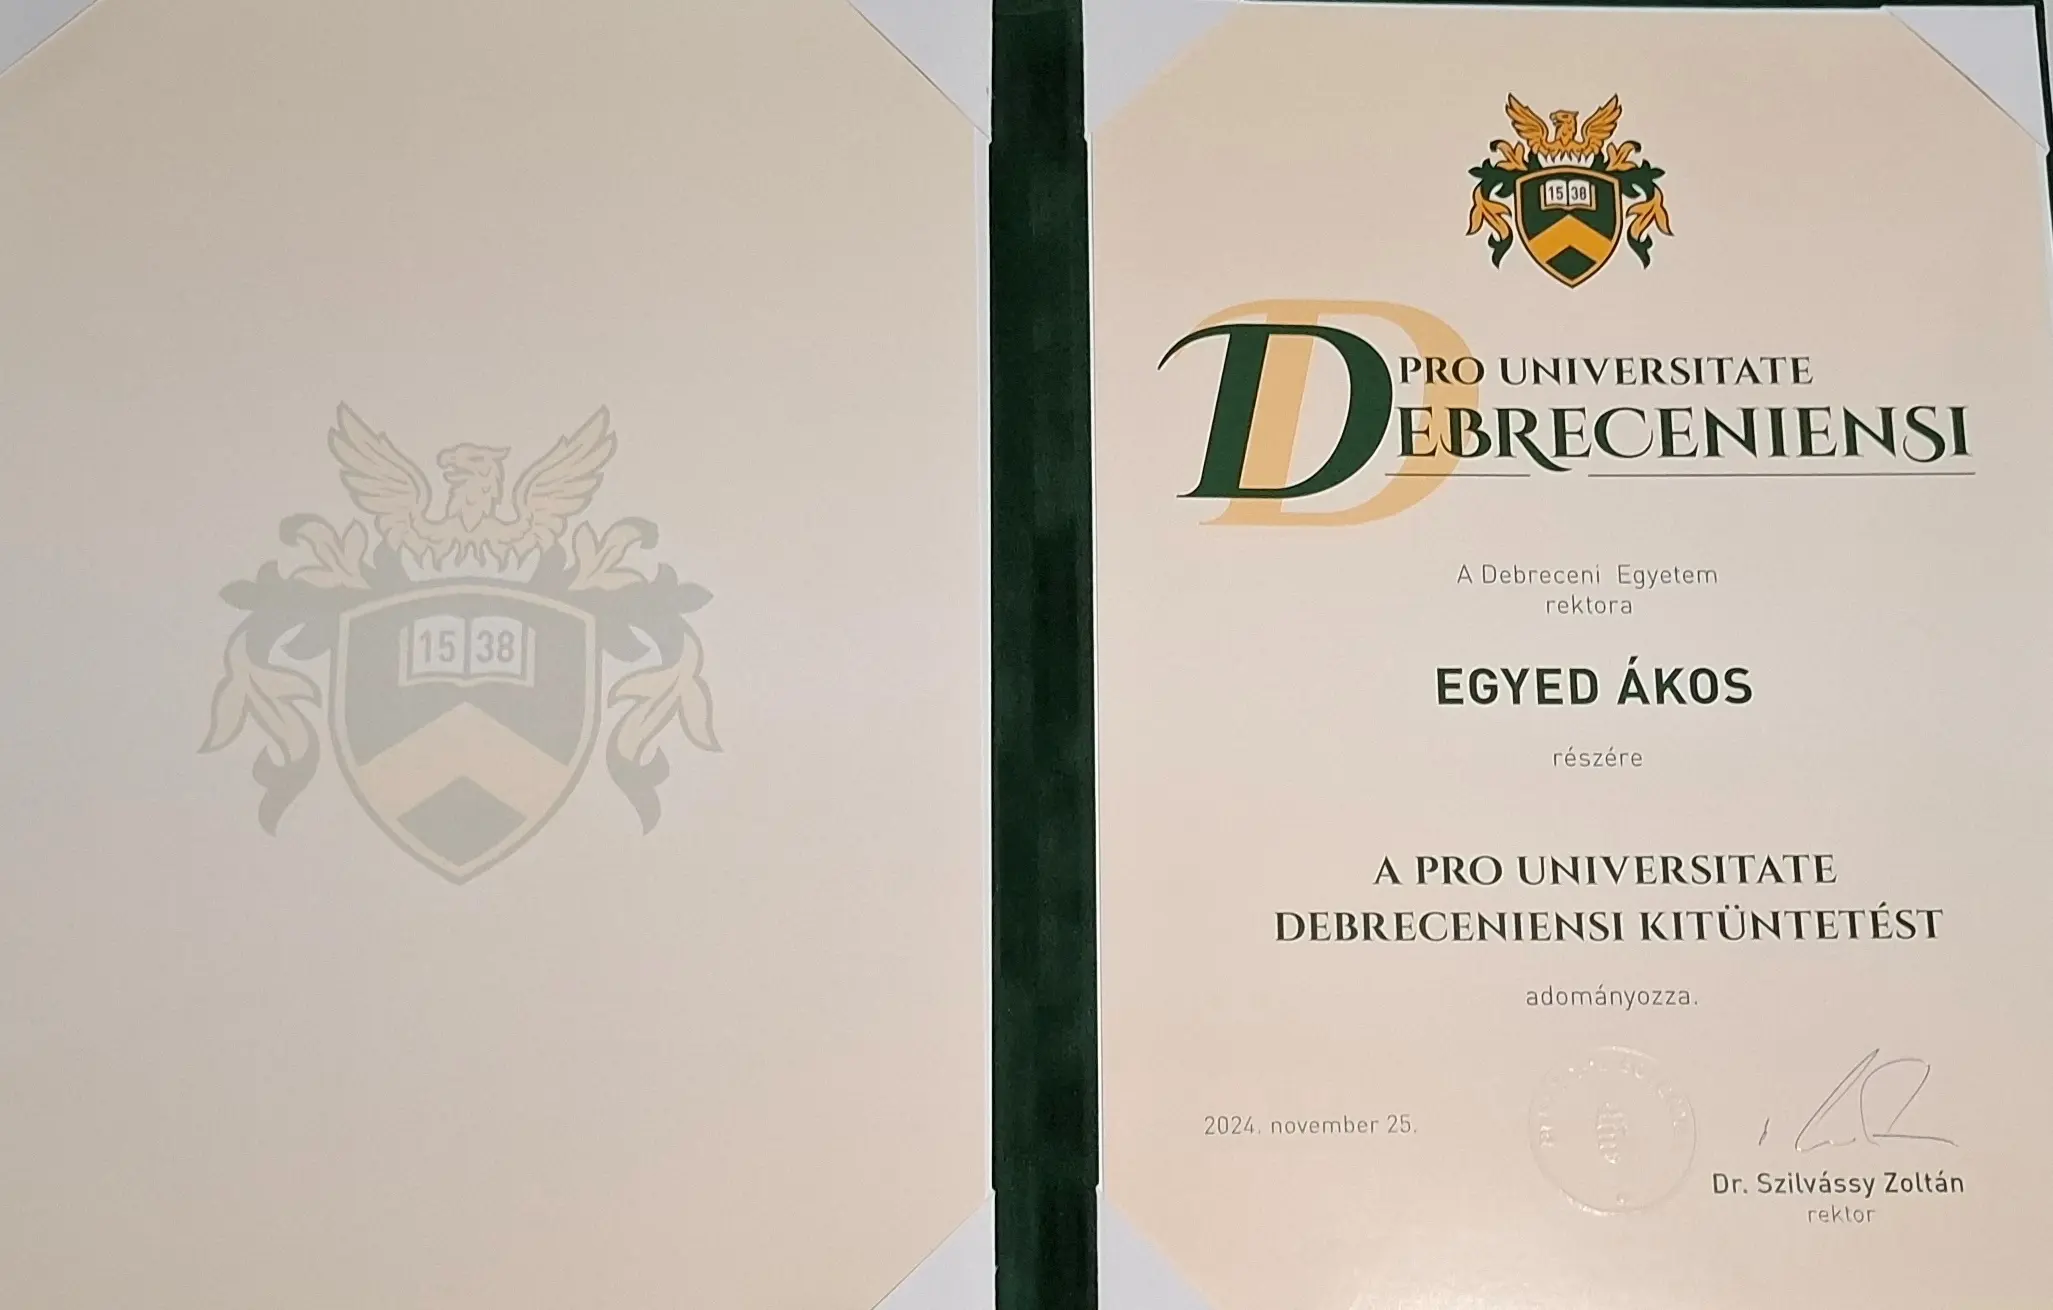 15 38
15 38
PRO UNIVERSITATE
DEBRECENIENSI
A Debreceni Egyetem
rektora
EGYED ÁKOS
részére
A PRO UNIVERSITATE
DEBRECENIENSI KITÜNTETÉST
adományozza.
2024. november 25.
Dr. Szilvássy Zoltán
rektor